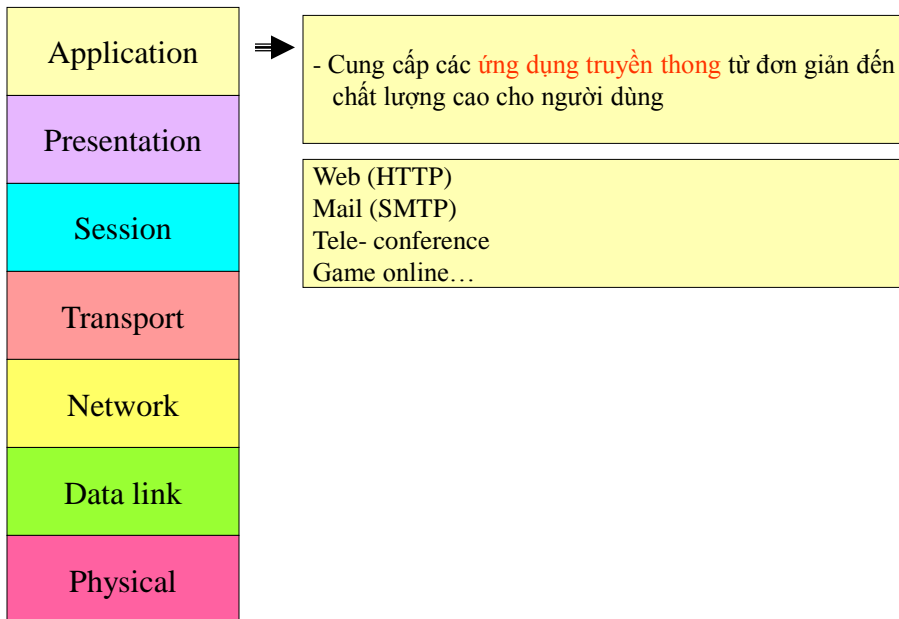 Application
Presentation
Session
Transport
Network
Data link
Physical
- Cung cấp các ứng dụng truyền thong từ đơn giản đến
chất lượng cao cho người dùng
Web (HTTP)
Mail (SMTP)
Tele- conference
Game online…